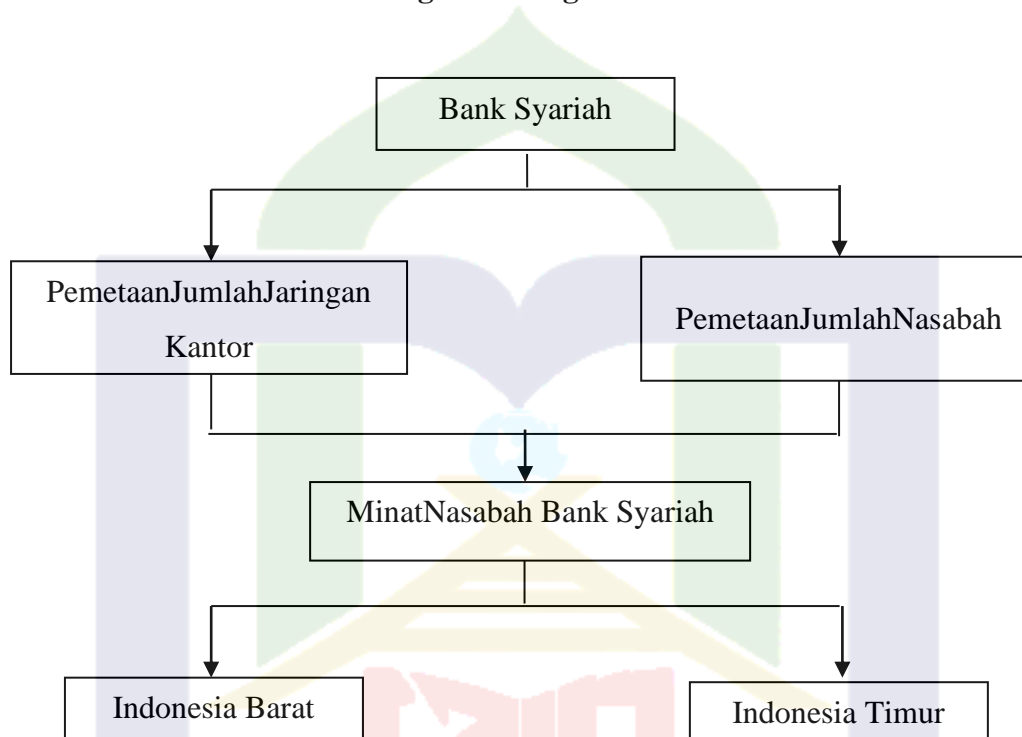 Bank Syariah
PemetaanJumlahJaringan
Kantor
PemetaanJumlahNasabah
MinatNasabah Bank Syariah
Indonesia Barat
Indonesia Timur